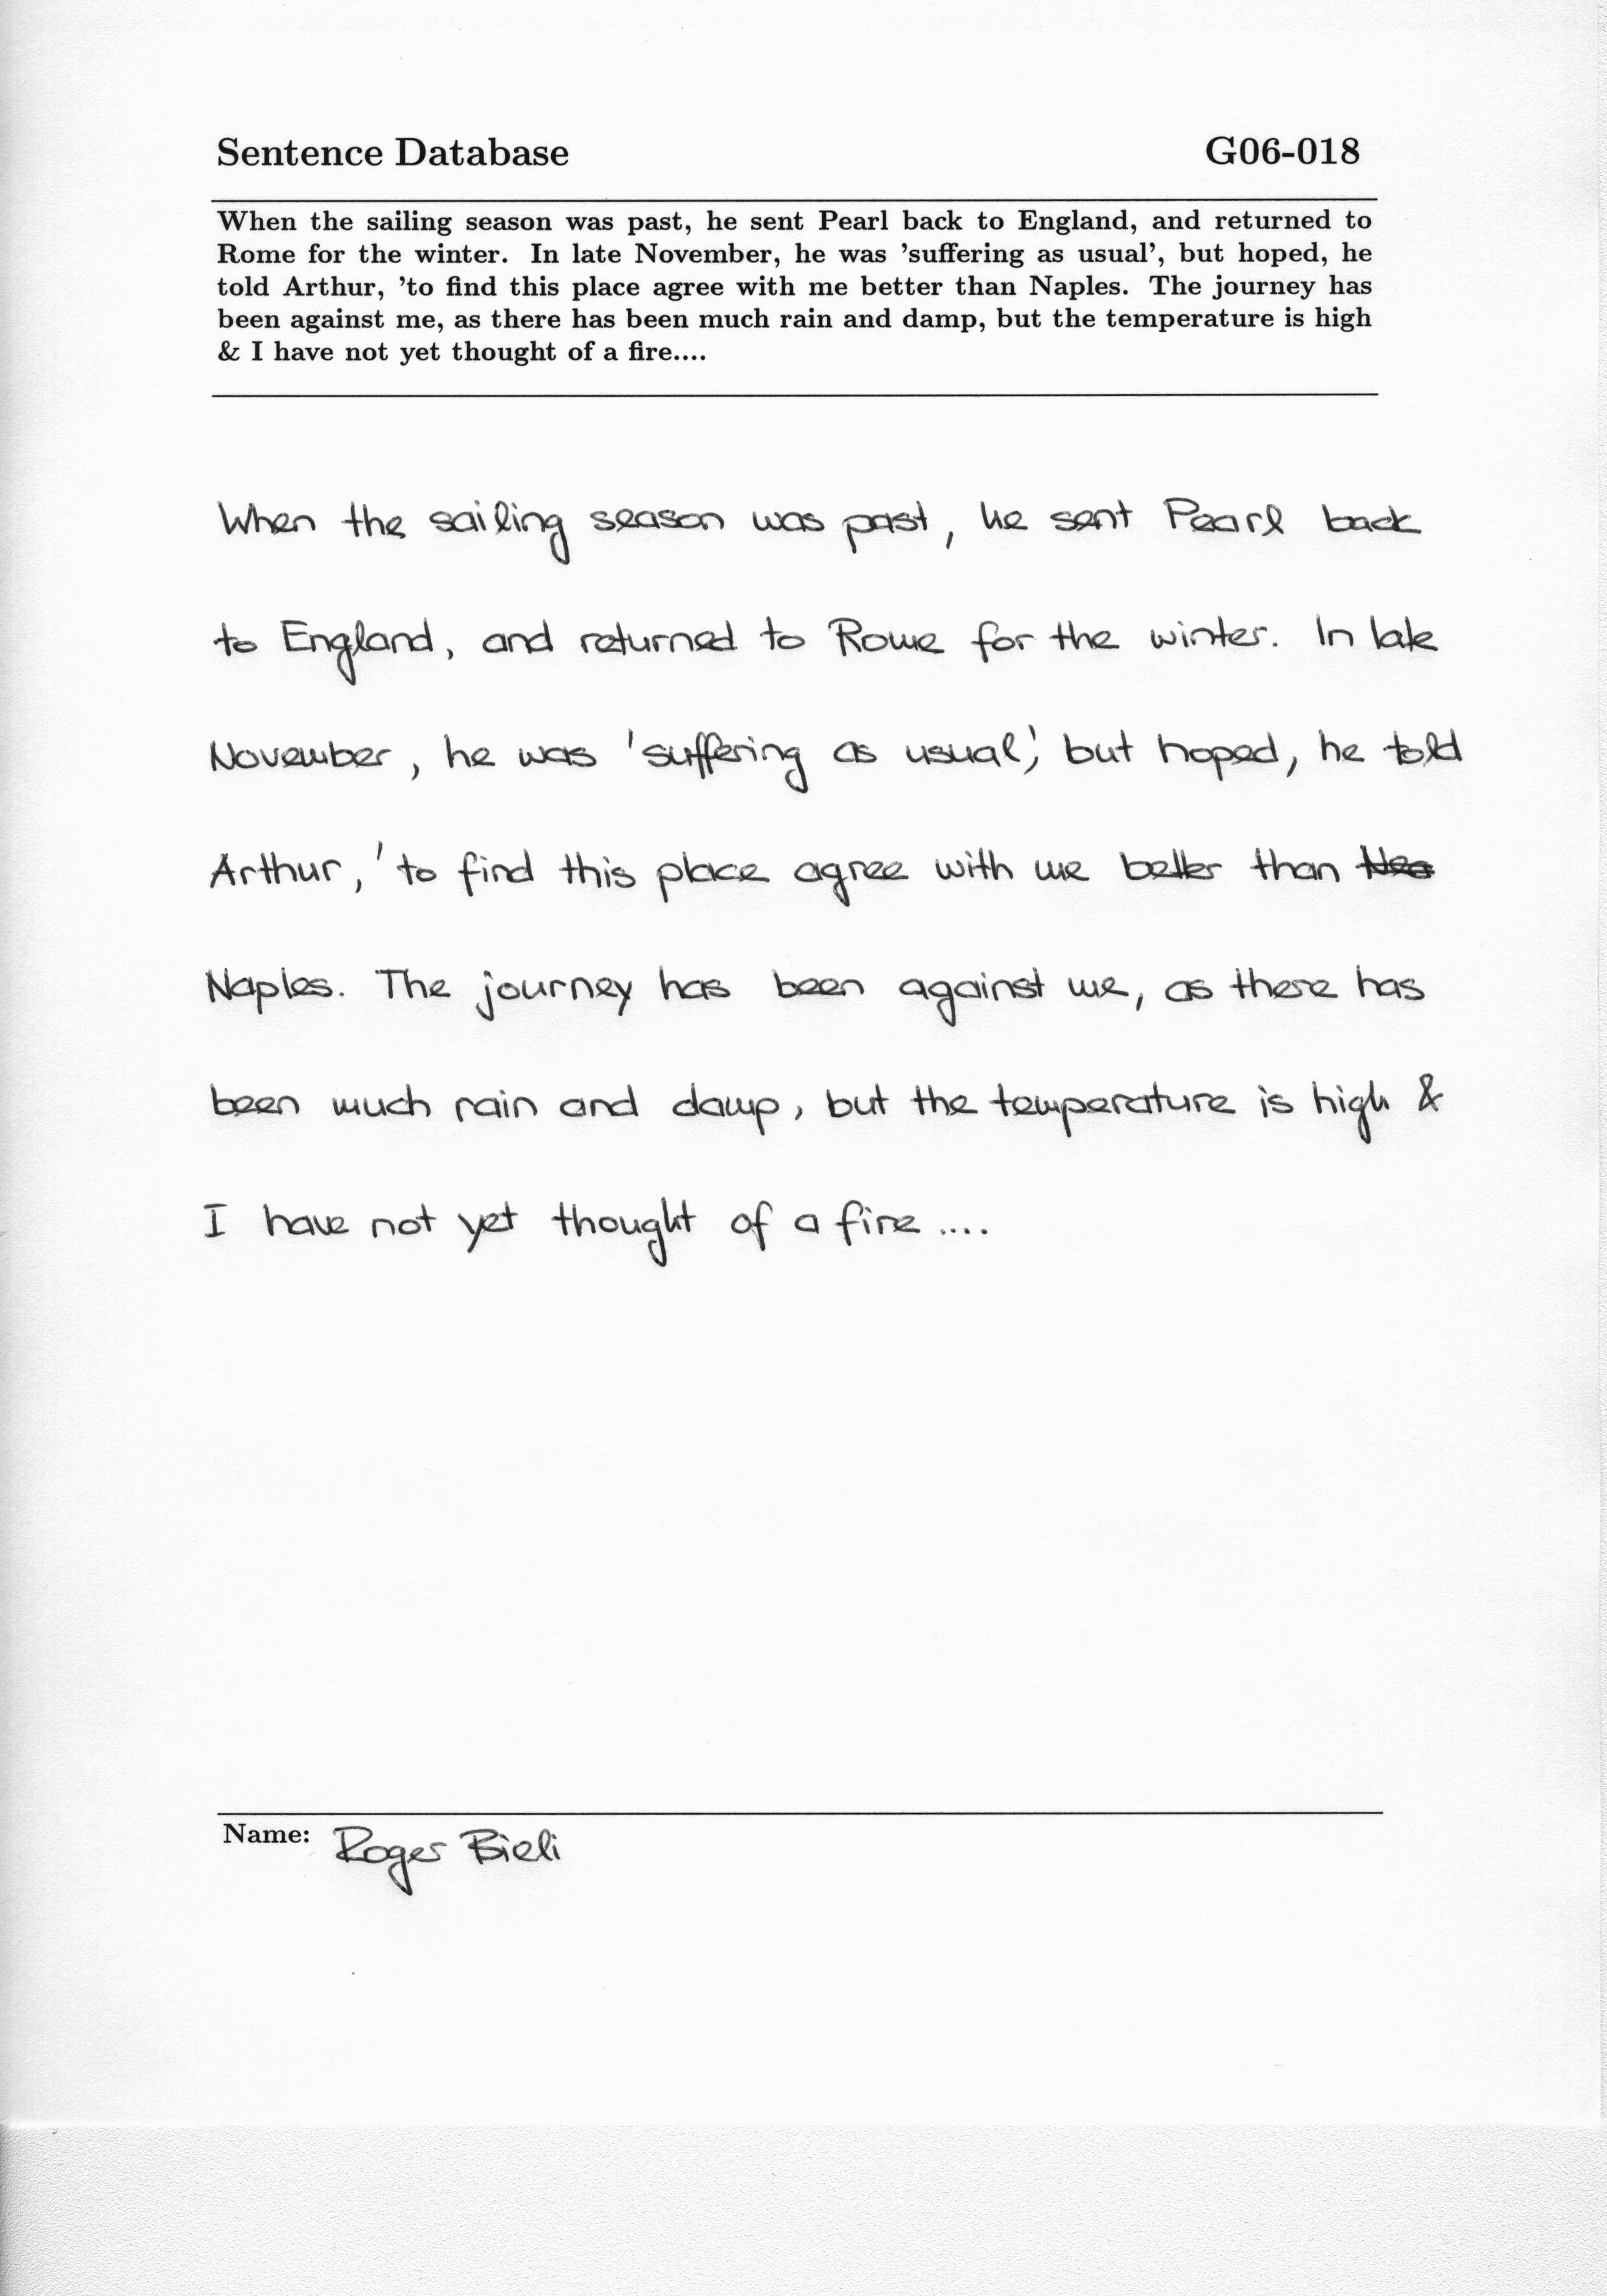 Sentence Database G06-018
When the sailing season was past, he sent Pearl back to England, and returned to
Rome for the winter. In late November, he was 'suffering as usual', but hoped, he
told Arthur, 'to find this place agree with me better than Naples. The journey has
been against me, as there has been much rain and damp, but the temperature is high
& I have not yet thought of a fire....
When the sailing season was past, he sent Pearl back
to England, and returned to Rome for the winter. In late
November, he was 'suffering as usual', but hoped, he told
Arthur, 'to find this place agree with me better than
Naples. The journey has been against me, as there has
been much rain and damp, but the temperature is high &
I have not yet thought of a fire ....
Name: Roger Bieli